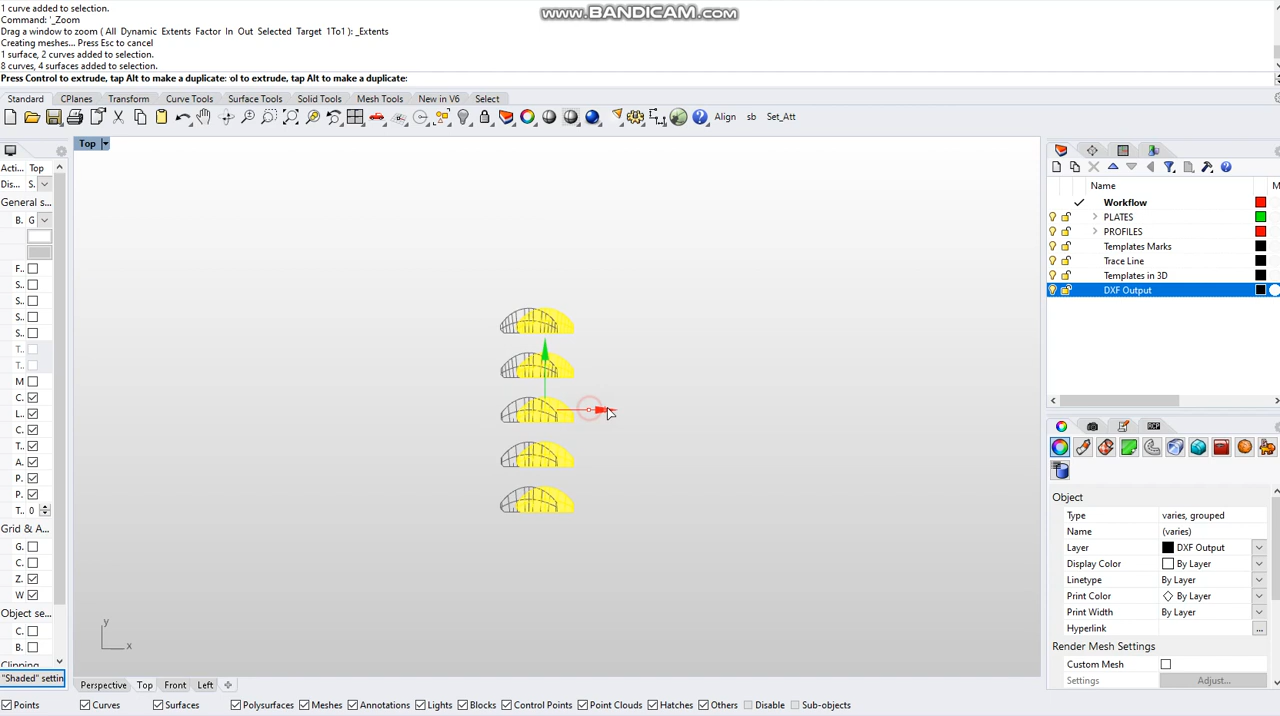 1 curve added to selection.
www.BANDICAM.com
Command: '_Zoom
Drag a window to zoom ( All Dynamic Extents Factor In Out Selected Target 1To1 ): _Extents
Creating meshes... Press Esc to cancel
1 surface, 2 curves added to selection.
8 curves, 4 surfaces added to selection.
Press Control to extrude, tap Alt to make a duplicate: ol to extrude, tap Alt to make a duplicate:
Standard CPlanes Transform Curve Tools Surface Tools Solid Tools Mesh Tools New in V6 Select
Align sb Set_Att
Top
Acti... Top
Dis... S.
General s...
B. G
F...
S...
S...
S...
S...
T...
T...
M
C...
L...
C...
T...
A...
P...
P...
T... 0
Grid & A
G.
C.
Z.
W
Object se...
C.
B.
Clipping
"Shaded" settin
y
x
Name
M
Workflow
PLATES
PROFILES
Templates Marks
Trace Line
Templates in 3D
DXF Output
Object
Type varies, grouped
Name (varies)
Layer DXF Output
Display Color By Layer
Linetype By Layer
Print Color By Layer
Print Width By Layer
Hyperlink ...
Render Mesh Settings
Custom Mesh
Settings Adjust...
Perspective Top Front Left
Points Curves Surfaces Polysurfaces Meshes Annotations Lights Blocks Control Points Point Clouds Hatches Others Disable Sub-objects